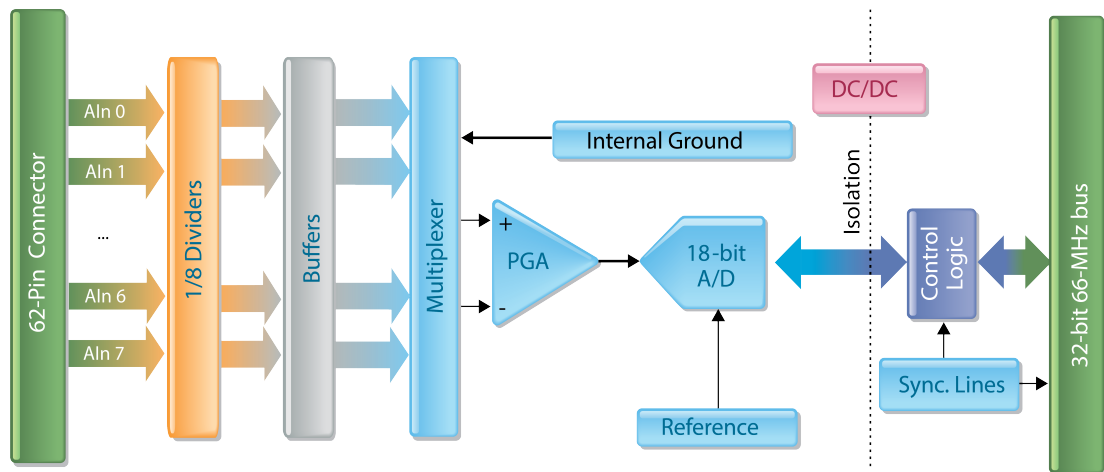 62-Pin Connector
AIn 0
AIn 1
...
AIn 6
AIn 7
1/8 Dividers
Buffers
Multiplexer
Internal Ground
+
PGA
-
18-bit
A/D
Reference
DC/DC
Isolation
Control
Logic
Sync. Lines
32-bit 66-MHz bus